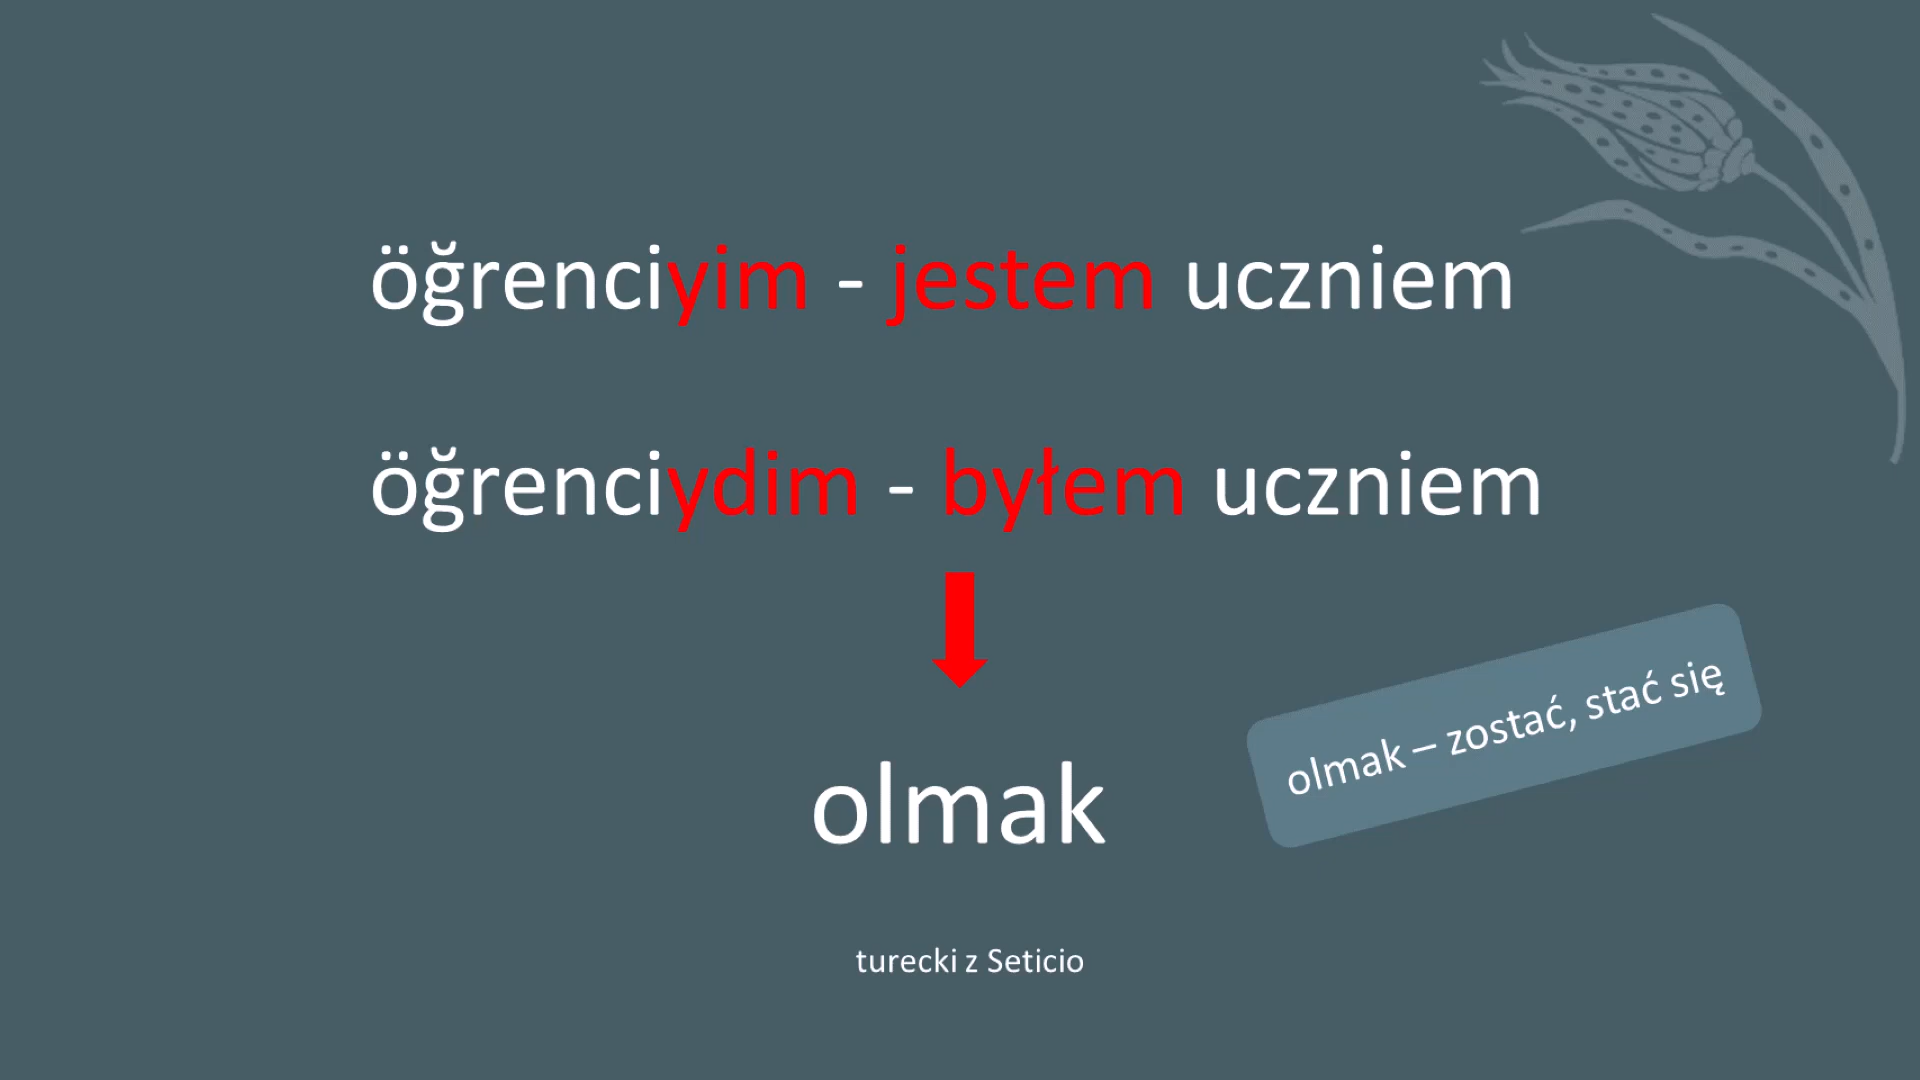 öğrenciyim - jestem uczniem
öğrenciydim - byłem uczniem
olmak
olmak – zostać, stać się
turecki z Seticio